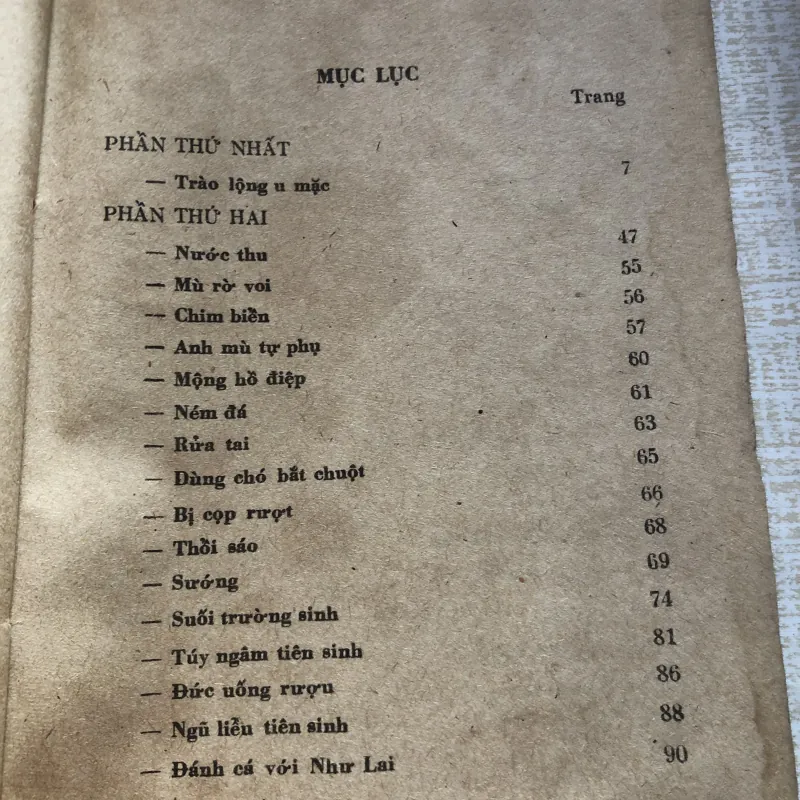 MỤC LỤC
Trang
PHẦN THỨ NHẤT
— Trào lộng u mặc 7
PHẦN THỨ HAI
— Nước thu 47
— Mù rờ voi 55
— Chim biển 56
— Anh mù tự phụ 57
— Mộng hồ điệp 60
— Ném đá 61
— Rửa tai 63
— Dùng chó bắt chuột 65
— Bị cọp rượt 66
— Thổi sáo 68
— Sướng 69
— Suối trường sinh 74
— Túy ngâm tiên sinh 81
— Đức uống rượu 86
— Ngũ liễu tiên sinh 88
— Đánh cá với Như Lai 90